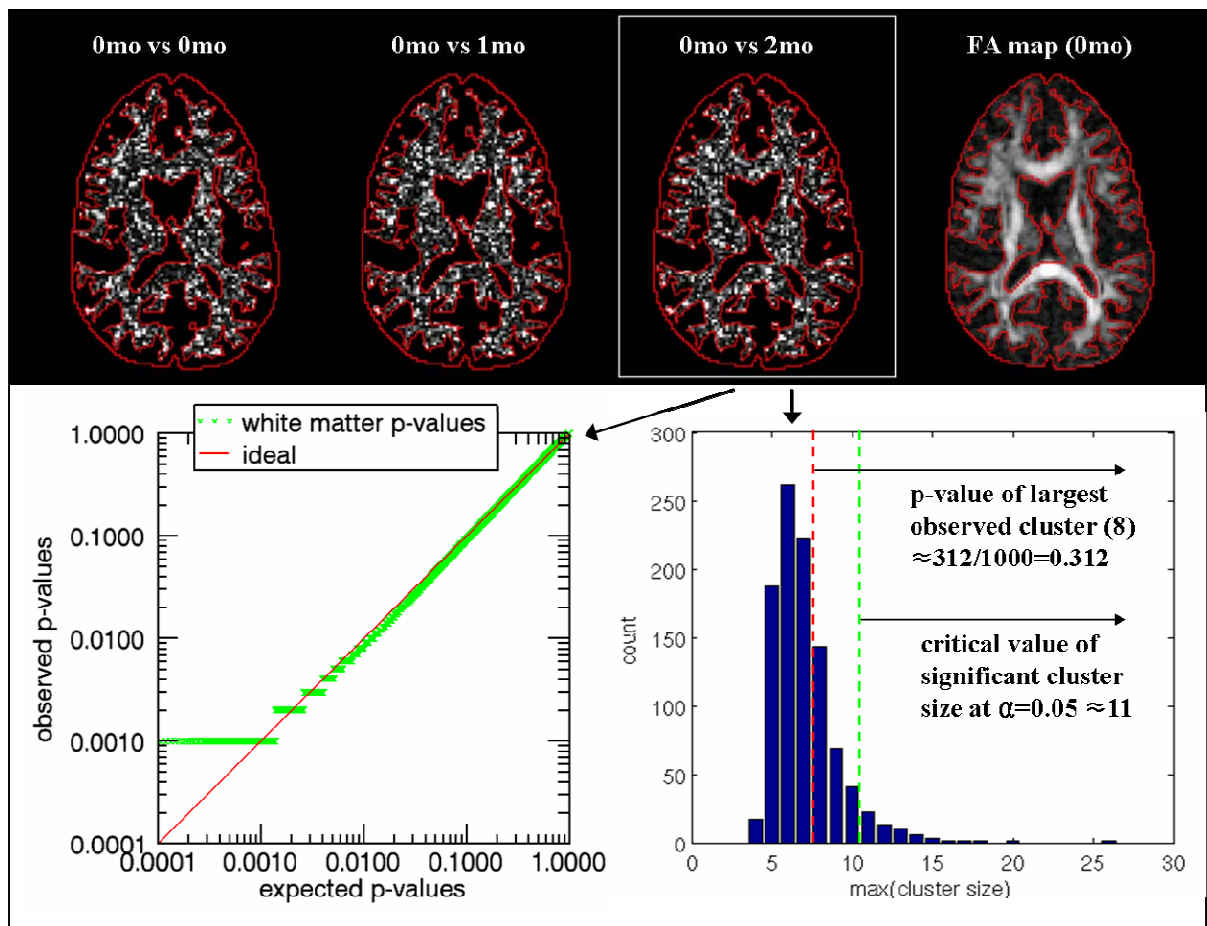 0mo vs 0mo
0mo vs 1mo
0mo vs 2mo
FA map (0mo)
white matter p-values
ideal
1.0000
0.1000
0.0100
0.0010
0.0001
observed p-values
0.0001 0.0010 0.0100 0.1000 1.0000
expected p-values
300
250
200
150
100
50
0
count
0 5 10 15 20 25 30
max(cluster size)
p-value of largest
observed cluster (8)
≈312/1000=0.312
critical value of
significant cluster
size at α=0.05 ≈11